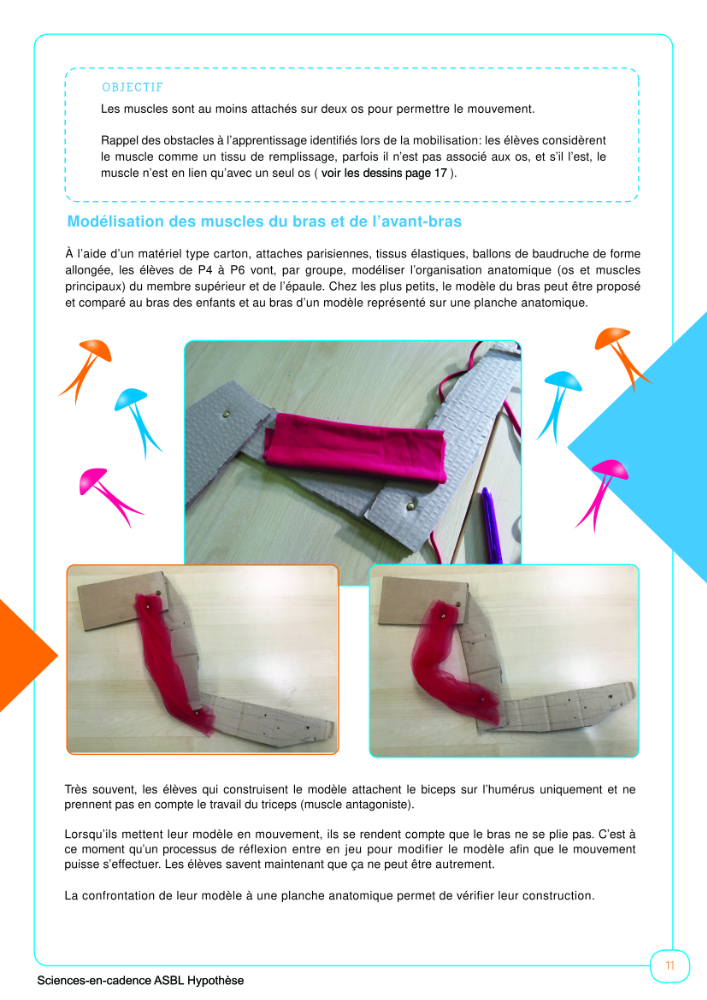 OBJECTIF
Les muscles sont au moins attachés sur deux os pour permettre le mouvement.
Rappel des obstacles à l'apprentissage identifiés lors de la mobilisation: les élèves considèrent
le muscle comme un tissu de remplissage, parfois il n'est pas associé aux os, et s'il l'est, le
muscle n'est en lien qu'avec un seul os ( voir les dessins page 17 ).
Modélisation des muscles du bras et de l'avant-bras
À l'aide d'un matériel type carton, attaches parisiennes, tissus élastiques, ballons de baudruche de forme
allongée, les élèves de P4 à P6 vont, par groupe, modéliser l'organisation anatomique (os et muscles
principaux) du membre supérieur et de l'épaule. Chez les plus petits, le modèle du bras peut être proposé
et comparé au bras des enfants et au bras d'un modèle représenté sur une planche anatomique.
Très souvent, les élèves qui construisent le modèle attachent le biceps sur l'humérus uniquement et ne
prennent pas en compte le travail du triceps (muscle antagoniste).
Lorsqu'ils mettent leur modèle en mouvement, ils se rendent compte que le bras ne se plie pas. C'est à
ce moment qu'un processus de réflexion entre en jeu pour modifier le modèle afin que le mouvement
puisse s'effectuer. Les élèves savent maintenant que ça ne peut être autrement.
La confrontation de leur modèle à une planche anatomique permet de vérifier leur construction.
11
Sciences-en-cadence ASBL Hypothèse